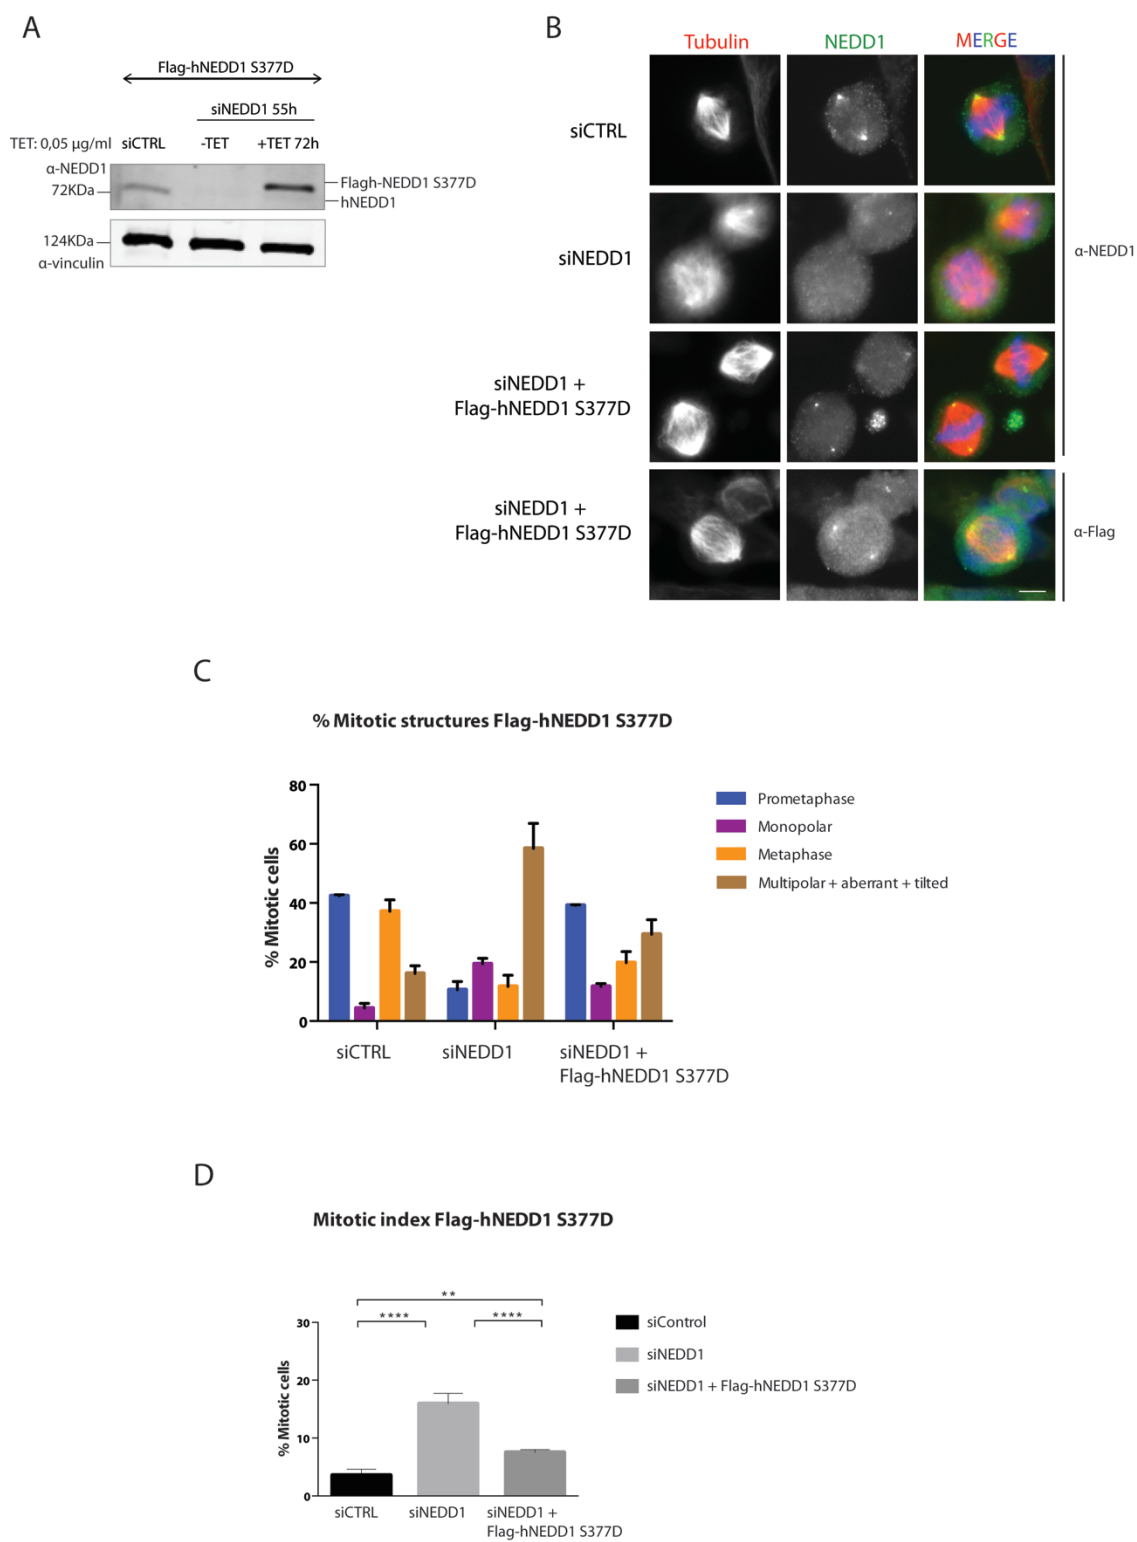 A
Flag-hNEDD1 S377D
siNEDD1 55h
TET: 0,05 µg/ml siCTRL -TET +TET 72h
α-NEDD1
72KDa
Flagh-NEDD1 S377D
hNEDD1
124KDa
α-vinculin
B
Tubulin NEDD1 MERGE
siCTRL
siNEDD1
α-NEDD1
siNEDD1 +
Flag-hNEDD1 S377D
siNEDD1 +
Flag-hNEDD1 S377D
α-Flag
C
% Mitotic structures Flag-hNEDD1 S377D
% Mitotic cells
80
60
40
20
0
Prometaphase
Monopolar
Metaphase
Multipolar + aberrant + tilted
siCTRL siNEDD1 siNEDD1 +
Flag-hNEDD1 S377D
D
Mitotic index Flag-hNEDD1 S377D
% Mitotic cells
30
20
10
0
**
**** ****
siControl
siNEDD1
siNEDD1 + Flag-hNEDD1 S377D
siCTRL siNEDD1 siNEDD1 +
Flag-hNEDD1 S377D